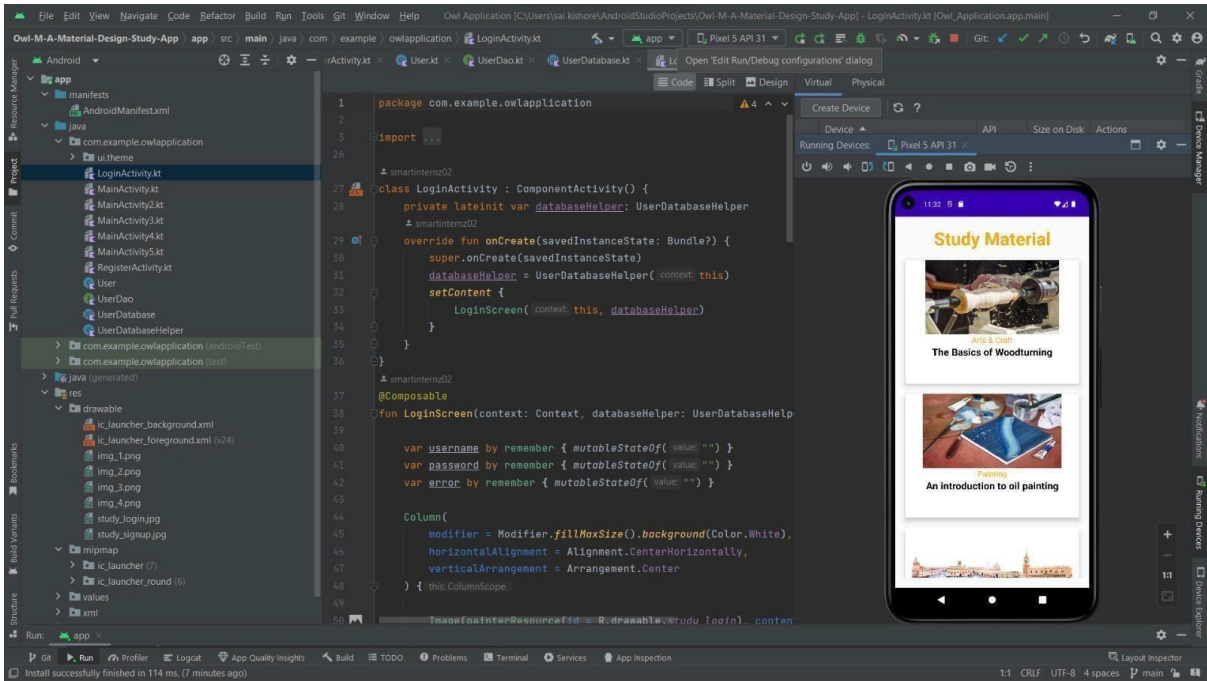 File Edit View Navigate Code Refactor Build Run Tools Git Window Help Owl Application [C:\Users\sai kishore\AndroidStudioProjects\Owl-M-A-Material-Design-Study-App] - LoginActivity.kt [Owl_Application.app.main]
Owl-M-A-Material-Design-Study-App app src main java com example owlapplication LoginActivity.kt app Pixel 5 API 31 Git:
Android
rActivity.kt User.kt UserDao.kt UserDatabase.kt Lc Open 'Edit Run/Debug configurations' dialog
Code Split Design Virtual Physical
Create Device ?
Device API Size on Disk Actions
Running Devices: Pixel 5 API 31
Resource Manager
Project
Commit
Pull Requests
Bookmarks
Build Variants
Structure
app
manifests
AndroidManifest.xml
java
com.example.owlapplication
ui.theme
LoginActivity.kt
MainActivity.kt
MainActivity2.kt
MainActivity3.kt
MainActivity4.kt
MainActivity5.kt
RegisterActivity.kt
User
UserDao
UserDatabase
UserDatabaseHelper
com.example.owlapplication (androidTest)
com.example.owlapplication (test)
java (generated)
res
drawable
ic_launcher_background.xml
ic_launcher_foreground.xml (v24)
img_1.png
img_2.png
img_3.png
img_4.png
study_login.jpg
study_signup.jpg
mipmap
ic_launcher (7)
ic_launcher_round (6)
values
xml
4
1 package com.example.owlapplication
2
3 import ...
26
smartinternz02
27 class LoginActivity : ComponentActivity() {
28 private lateinit var databaseHelper: UserDatabaseHelper
smartinternz02
29 override fun onCreate(savedInstanceState: Bundle?) {
30 super.onCreate(savedInstanceState)
31 databaseHelper = UserDatabaseHelper( context: this)
32 setContent {
33 LoginScreen( context: this, databaseHelper)
34 }
35 }
36 }
smartinternz02
37 @Composable
38 fun LoginScreen(context: Context, databaseHelper: UserDatabaseHelp
39
40 var username by remember { mutableStateOf( value: "") }
41 var password by remember { mutableStateOf( value: "") }
42 var error by remember { mutableStateOf( value: "") }
43
44 Column(
45 modifier = Modifier.fillMaxSize().background(Color.White),
46 horizontalAlignment = Alignment.CenterHorizontally,
47 verticalArrangement = Arrangement.Center
48 ) { this: ColumnScope
49
50 Image(painterResource(id = R.drawable.study_login), conten
11:32
Study Material
Arts & Craft
The Basics of Woodturning
Painting
An introduction to oil painting
1:1
Gradle
Device Manager
Notifications
Running Devices
Device Explorer
Run: app
Git Run Profiler Logcat App Quality Insights Build TODO Problems Terminal Services App Inspection Layout Inspector
Install successfully finished in 114 ms. (7 minutes ago) 1:1 CRLF UTF-8 4 spaces main